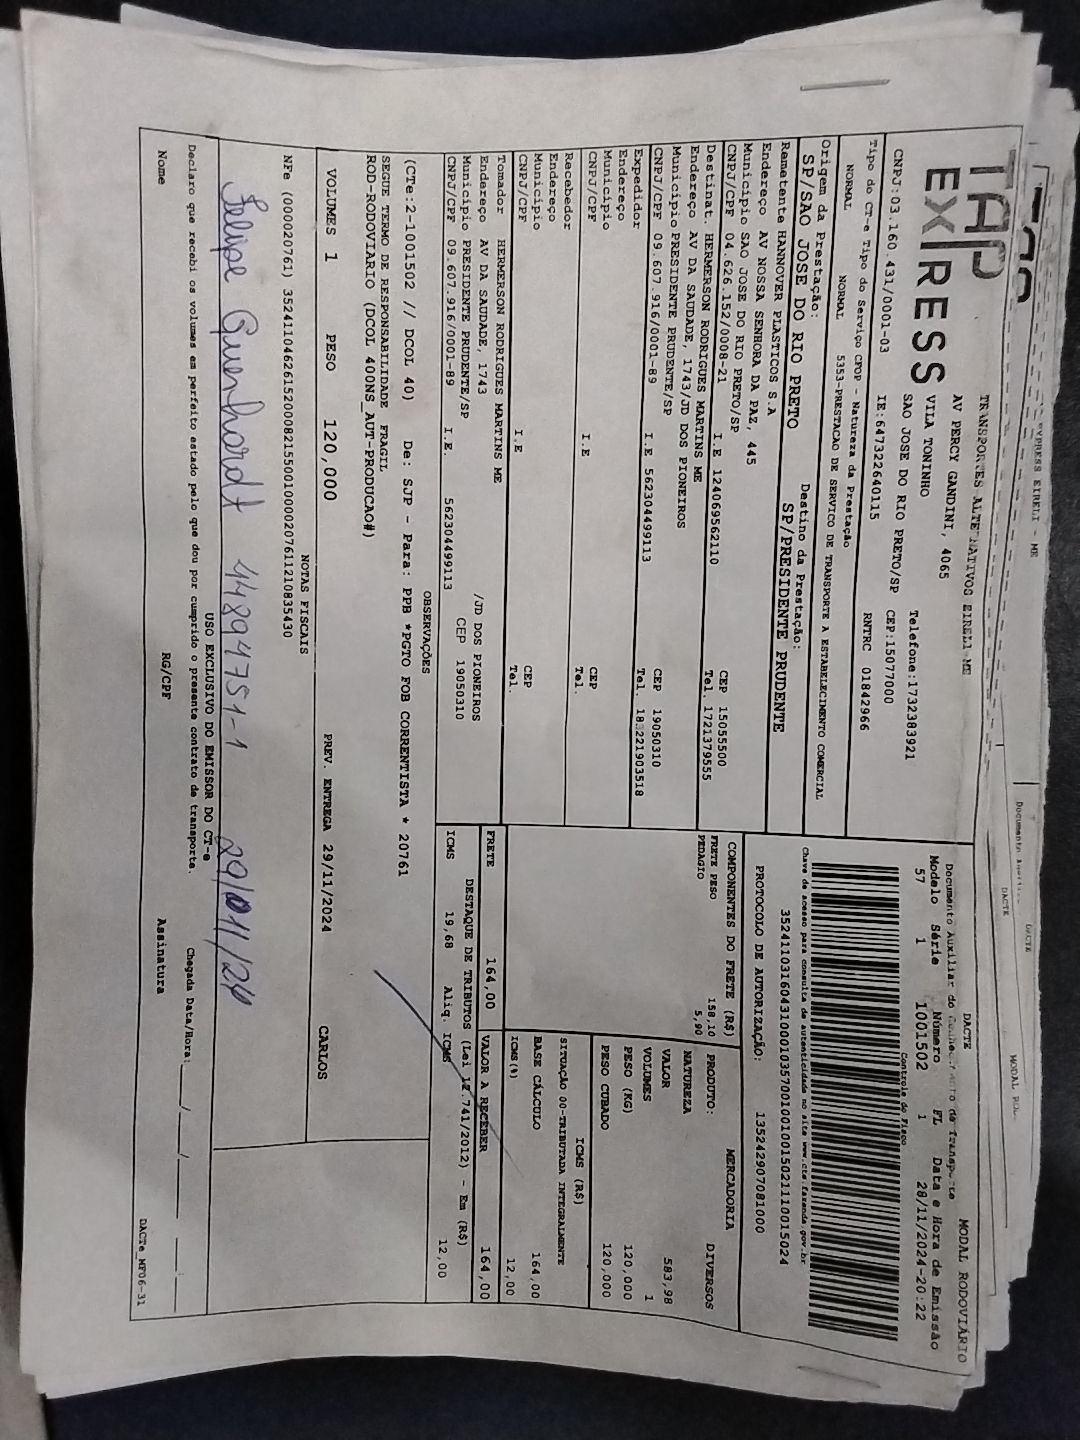 TAP
EXPRESS
TRANSPORTES ALTERNATIVOS EIRELI ME
AV PERCY GANDINI, 4065
VILA TONINHO
SAO JOSE DO RIO PRETO/SP
Telefone:1732383921
CEP:15077000
CNPJ:03.160.431/0001-03
IE:647322640115
RNTRC 01842966
Tipo do CT-e Tipo do Serviço CFOP - Natureza da Prestação
NORMAL NORMAL 5353-PRESTACAO DE SERVICO DE TRANSPORTE A ESTABELECIMENTO COMERCIAL
Origem da Prestação: Destino da Prestação:
SP/SAO JOSE DO RIO PRETO SP/PRESIDENTE PRUDENTE
Remetente HANNOVER PLASTICOS S.A
Endereço AV NOSSA SENHORA DA PAZ, 445
Município SAO JOSE DO RIO PRETO/SP CEP 15055500
CNPJ/CPF 04.626.152/0008-21 I.E 124069562110 Tel. 1721379555
Destinat. HERMERSON RODRIGUES MARTINS ME
Endereço AV DA SAUDADE, 1743/JD DOS PIONEIROS
Município PRESIDENTE PRUDENTE/SP CEP 19050310
CNPJ/CPF 09.607.916/0001-89 I.E 562304499113 Tel. 18 221903518
Expedidor
Endereço
Município CEP
CNPJ/CPF I.E Tel.
Recebedor
Endereço
Município CEP
CNPJ/CPF I.E Tel.
Tomador HERMERSON RODRIGUES MARTINS ME
Endereço AV DA SAUDADE, 1743 /JD DOS PIONEIROS
Município PRESIDENTE PRUDENTE/SP CEP 19050310
CNPJ/CPF 09.607.916/0001-89 I.E. 562304499113
DACTE MODAL RODOVIÁRIO
Documento Auxiliar do Conhecimento de Transporte
Modelo Série Número FL Data e Hora de Emissão
57 1 1001502 1 28/11/2024-20:22
Controle do Fisco
Chave de acesso para consulta de autenticidade no site www.cte.fazenda.gov.br
35241103160431000103570010010015021110015024
PROTOCOLO DE AUTORIZAÇÃO: 135242907081000
COMPONENTES DO FRETE (R$)
FRETE PESO 158,10
PEDAGIO 5,90
PRODUTO: MERCADORIA
NATUREZA DIVERSOS
VALOR 583,98
VOLUMES 1
PESO (KG) 120,000
PESO CUBADO 120,000
ICMS (R$)
SITUAÇÃO 00-TRIBUTADA INTEGRALMENTE
BASE CÁLCULO 164,00
ICMS(%) 12,00
FRETE 164,00 VALOR A RECEBER 164,00
DESTAQUE DE TRIBUTOS (Lei 12.741/2012) - Em (R$)
ICMS 19,68 Aliq. ICMS 12,00
OBSERVAÇÕES
(CTe:2-1001502 // DCOL 40) De: SJP - Para: PPB *PGTO FOB CORRENTISTA * 20761
SEGUE TERMO DE RESPONSABILIDADE FRAGIL
ROD-RODOVIARIO (DCOL 400NS_AUT-PRODUCAO#)
VOLUMES 1 PESO 120,000 PREV. ENTREGA 29/11/2024 CARLOS
NOTAS FISCAIS
NFe (000020761) 35241104626152000821550010000207611210835430
Felipe Guenhardt 44894751-1 29/011/24
USO EXCLUSIVO DO EMISSOR DO CT-e
Declaro que recebi os volumes em perfeito estado pelo que dou por cumprido o presente contrato de transporte. Chegada Data/Hora: ___/___/___ ___:___
Nome RG/CPF Assinatura
DACTe_MF06-31
EXPRESS EIRELI - ME
DACTE
DACTE